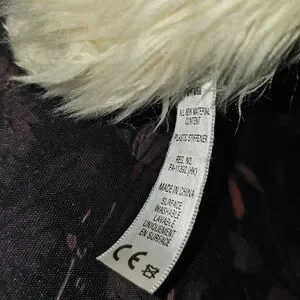 ALL NEW MATERIAL
CONTENT
PLASTIC STIFFENER
REG. NO.
PA-11392 (HK)
MADE IN CHINA
SURFACE
WASHABLE
LAVABLE
UNIQUEMENT
EN SURFACE
CE